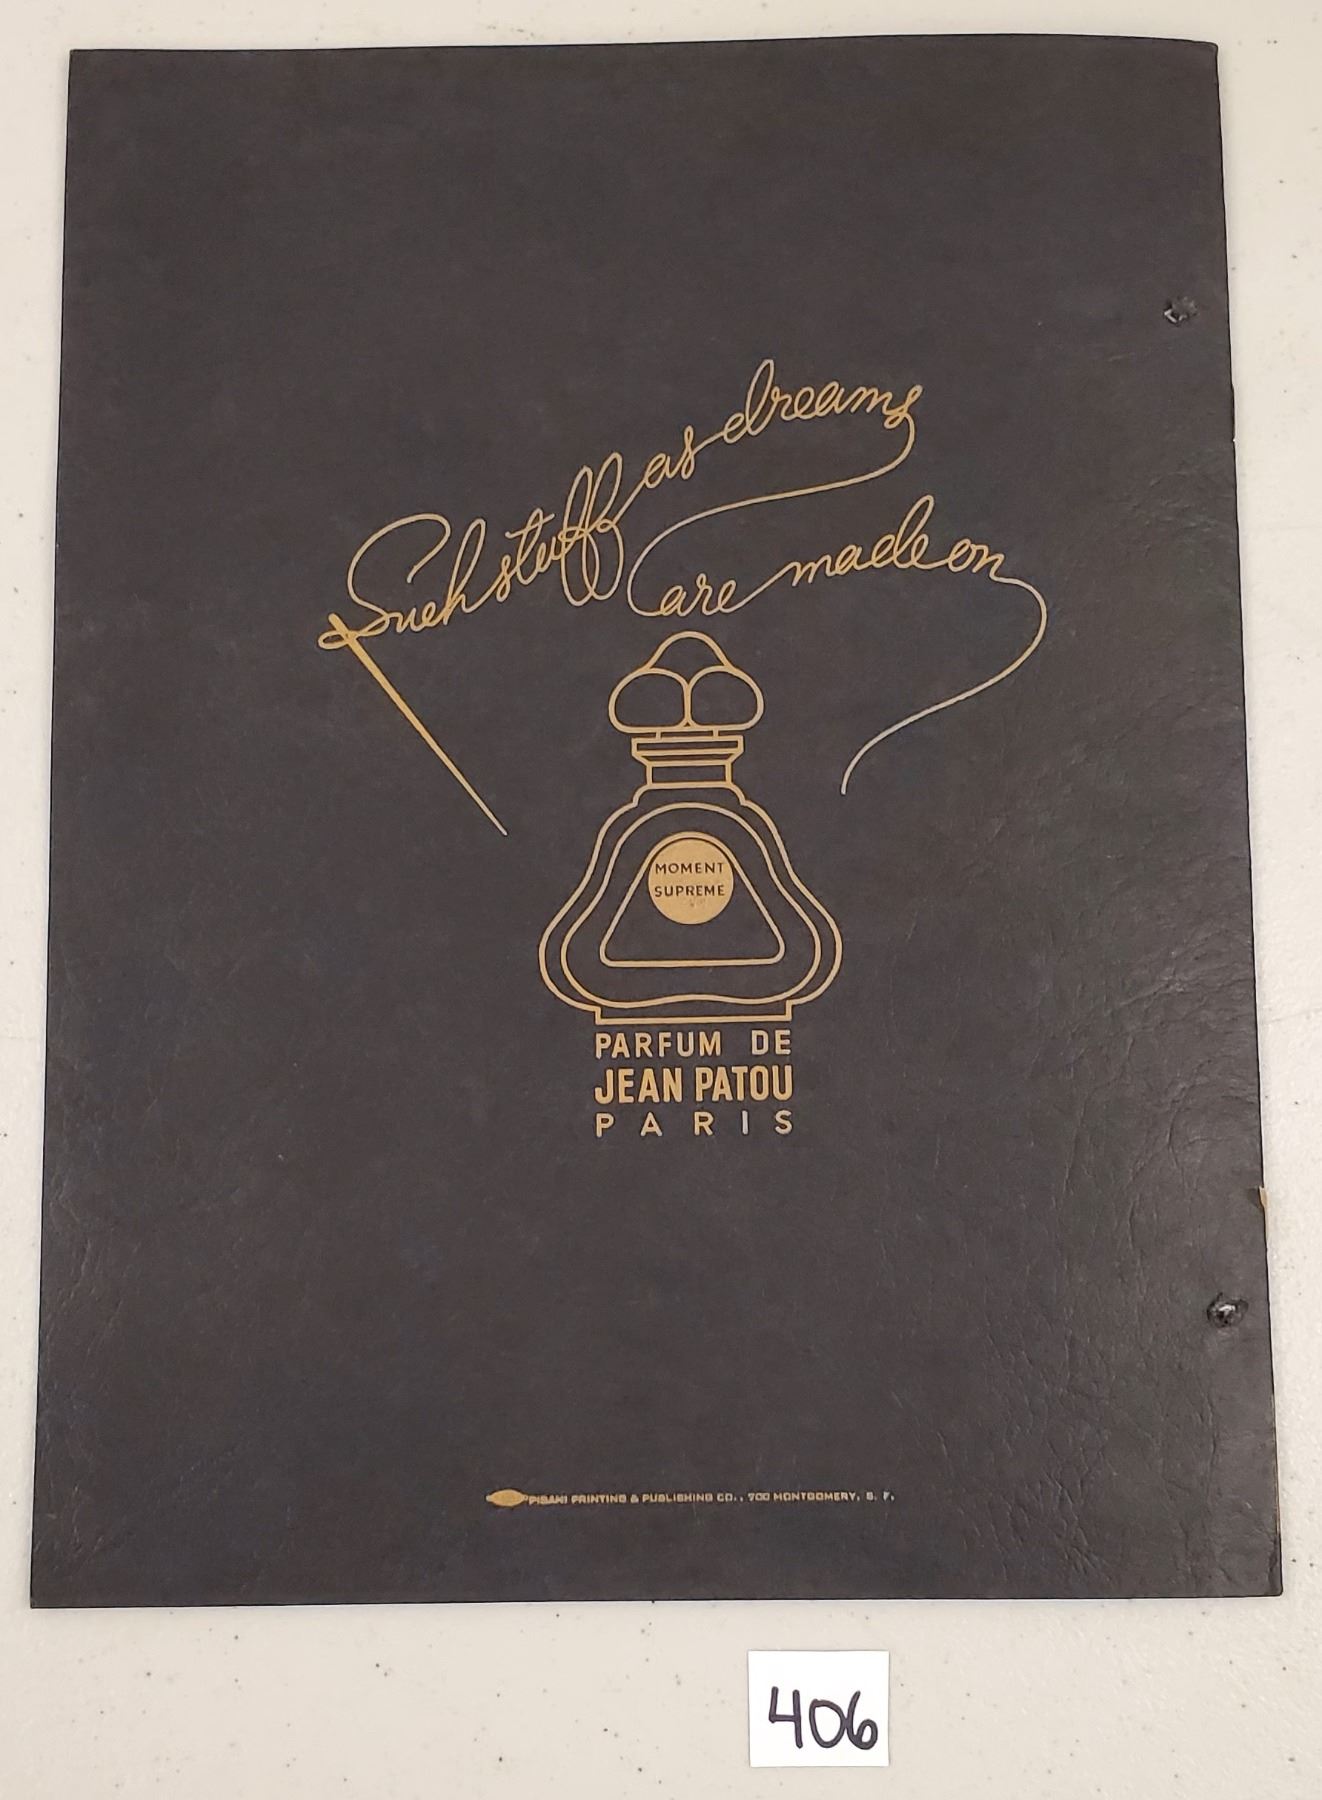 Such stuff as dreams
are made on
MOMENT
SUPREME
PARFUM DE
JEAN PATOU
PARIS
PISANI PRINTING & PUBLISHING CO., 700 MONTGOMERY, S. F.
406